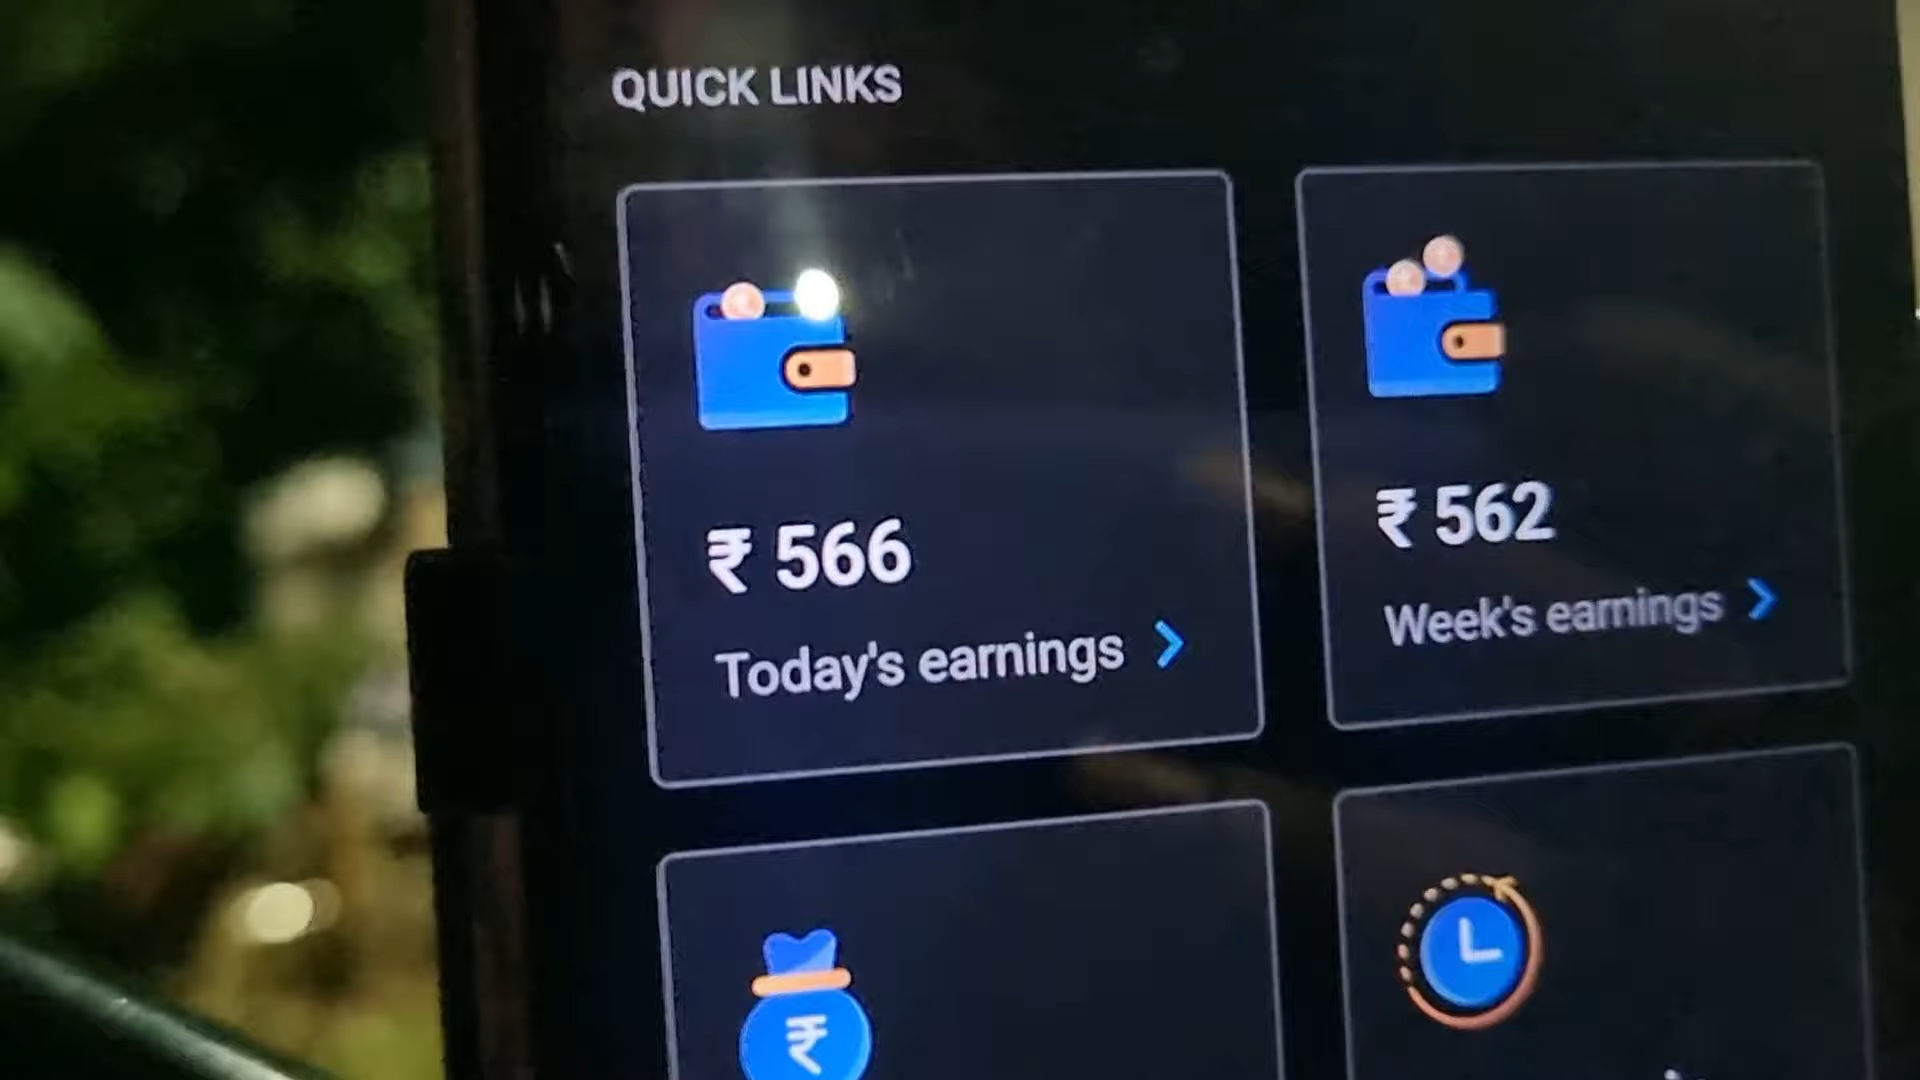 QUICK LINKS
₹ 566
Today's earnings
₹ 562
Week's earnings
₹